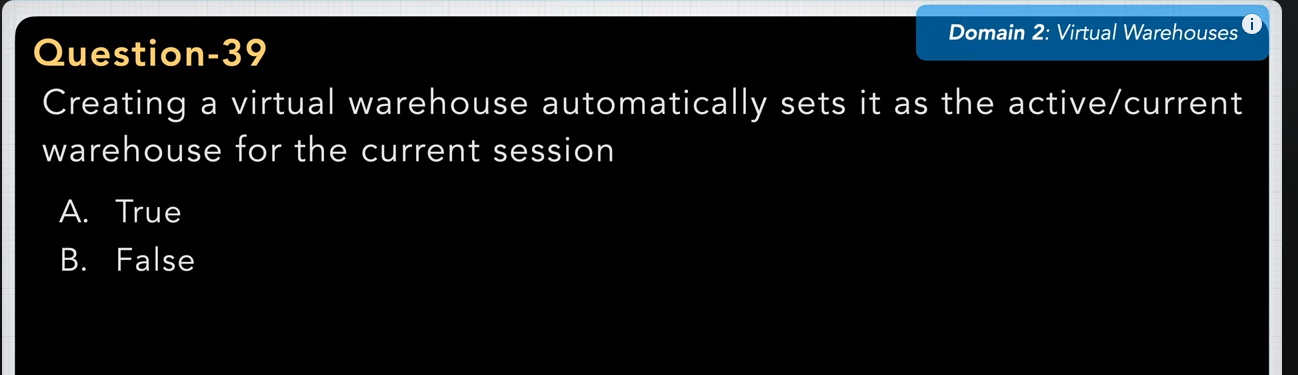 Domain 2: Virtual Warehouses
Question-39
Creating a virtual warehouse automatically sets it as the active/current
warehouse for the current session
A. True
B. False